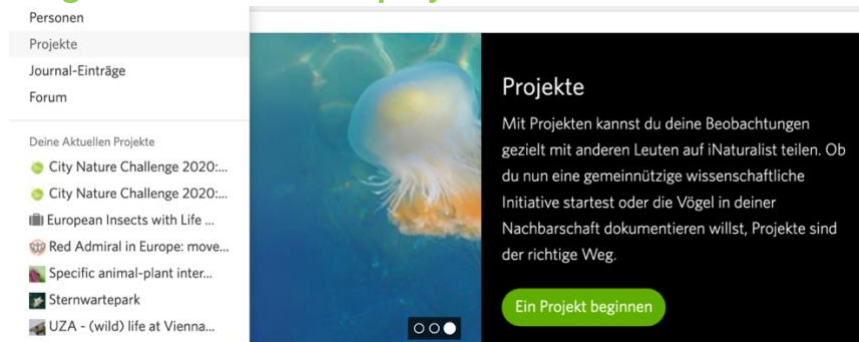 Personen
Projekte
Journal-Einträge
Forum
Deine Aktuellen Projekte
City Nature Challenge 2020:...
City Nature Challenge 2020:...
European Insects with Life ...
Red Admiral in Europe: move...
Specific animal-plant inter...
Sternwartepark
UZA - (wild) life at Vienna...
Projekte
Mit Projekten kannst du deine Beobachtungen
gezielt mit anderen Leuten auf iNaturalist teilen. Ob
du nun eine gemeinnützige wissenschaftliche
Initiative startest oder die Vögel in deiner
Nachbarschaft dokumentieren willst, Projekte sind
der richtige Weg.
Ein Projekt beginnen